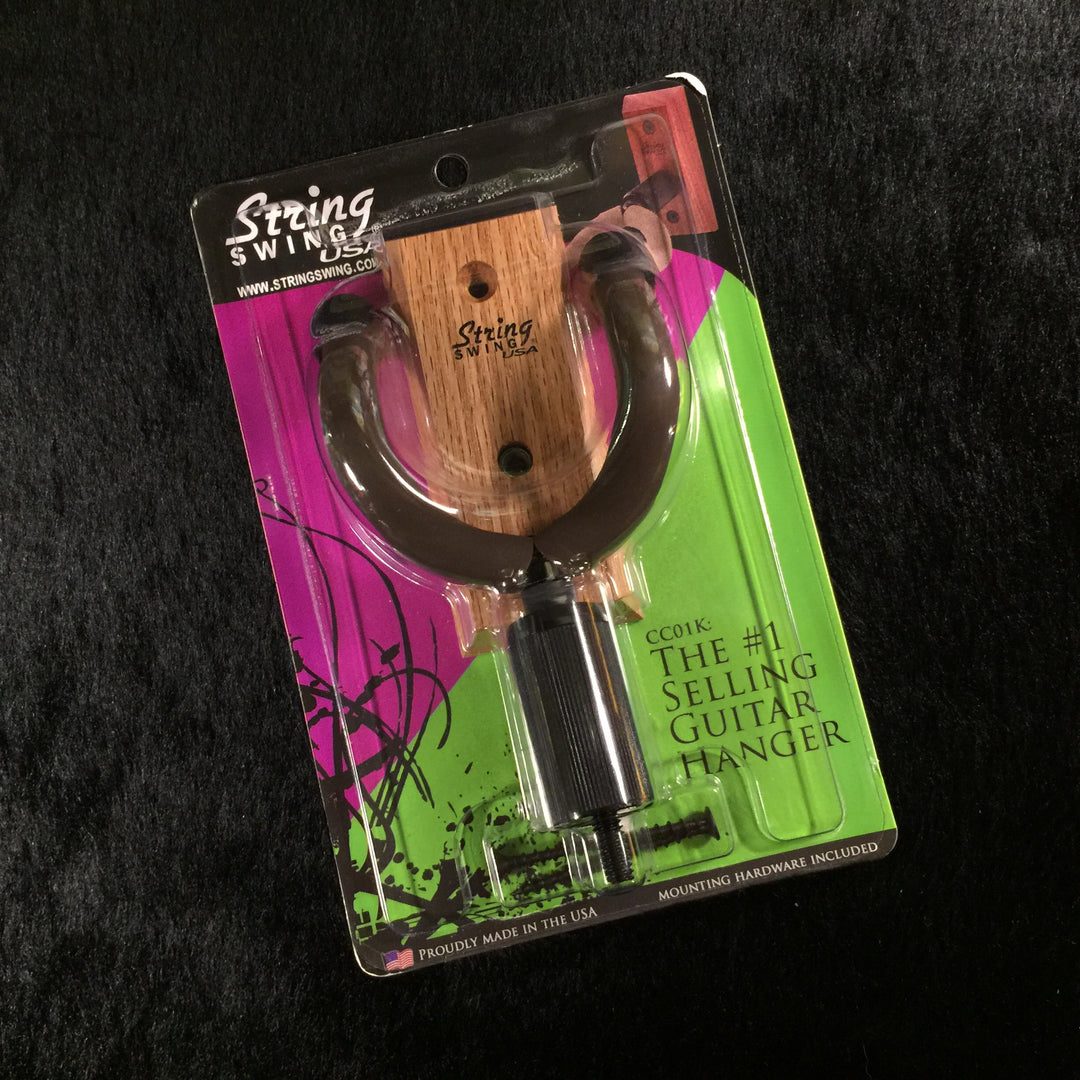 String
SWING
USA
WWW.STRINGSWING.COM
String
SWING
USA
CC01K:
THE #1
SELLING
GUITAR
HANGER
MOUNTING HARDWARE INCLUDED
PROUDLY MADE IN THE USA